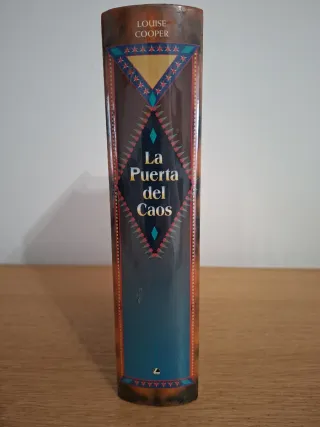 LOUISE
COOPER
La
Puerta
del
Caos